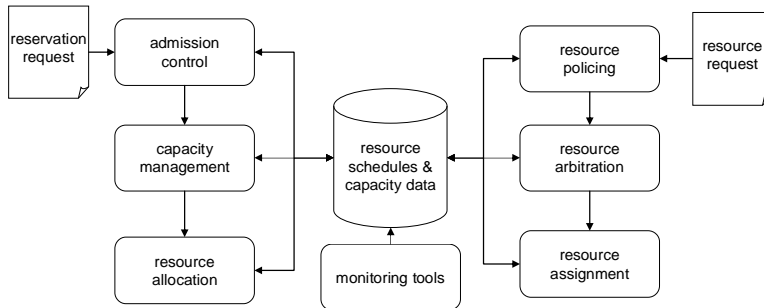 reservation
request
admission
control
capacity
management
resource
allocation
resource
schedules &
capacity data
monitoring tools
resource
policing
resource
arbitration
resource
assignment
resource
request